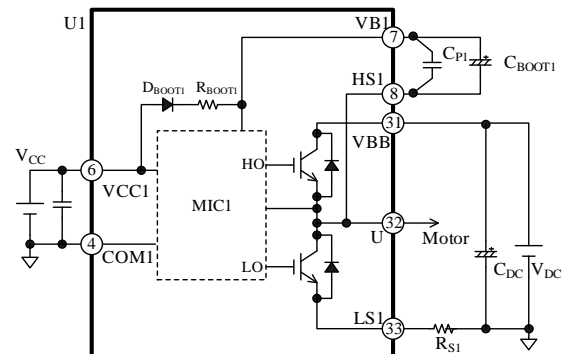 U1
VB1
7
CP1
CBOOT1
HS1
8
DBOOT1
RBOOT1
31
VBB
VCC
6
VCC1
HO
MIC1
32
U
Motor
4
COM1
LO
CDC
VDC
LS1
33
RS1